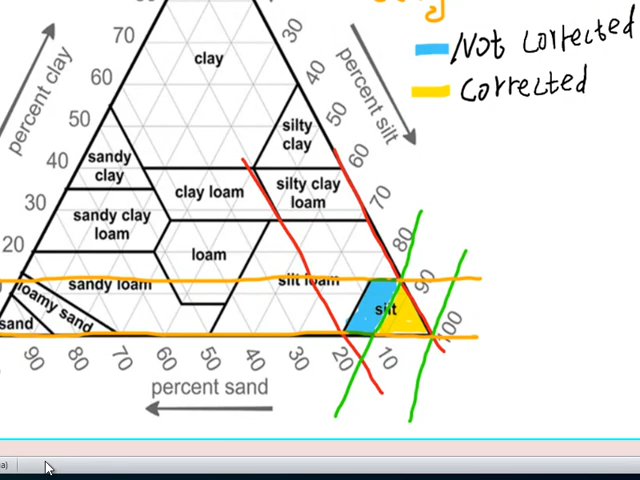 Not corrected
corrected
percent clay
percent silt
70
60
50
40
30
20
30
40
50
60
70
80
90
100
clay
silty
clay
sandy
clay
clay loam
silty clay
loam
sandy clay
loam
loam
silt loam
sandy loam
loamy sand
sand
silt
90
80
70
60
50
40
30
20
10
percent sand